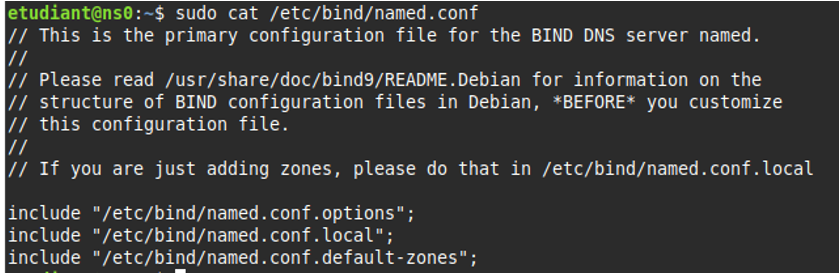 etudiant@ns0:~$ sudo cat /etc/bind/named.conf
// This is the primary configuration file for the BIND DNS server named.
//
// Please read /usr/share/doc/bind9/README.Debian for information on the
// structure of BIND configuration files in Debian, *BEFORE* you customize
// this configuration file.
//
// If you are just adding zones, please do that in /etc/bind/named.conf.local

include "/etc/bind/named.conf.options";
include "/etc/bind/named.conf.local";
include "/etc/bind/named.conf.default-zones";